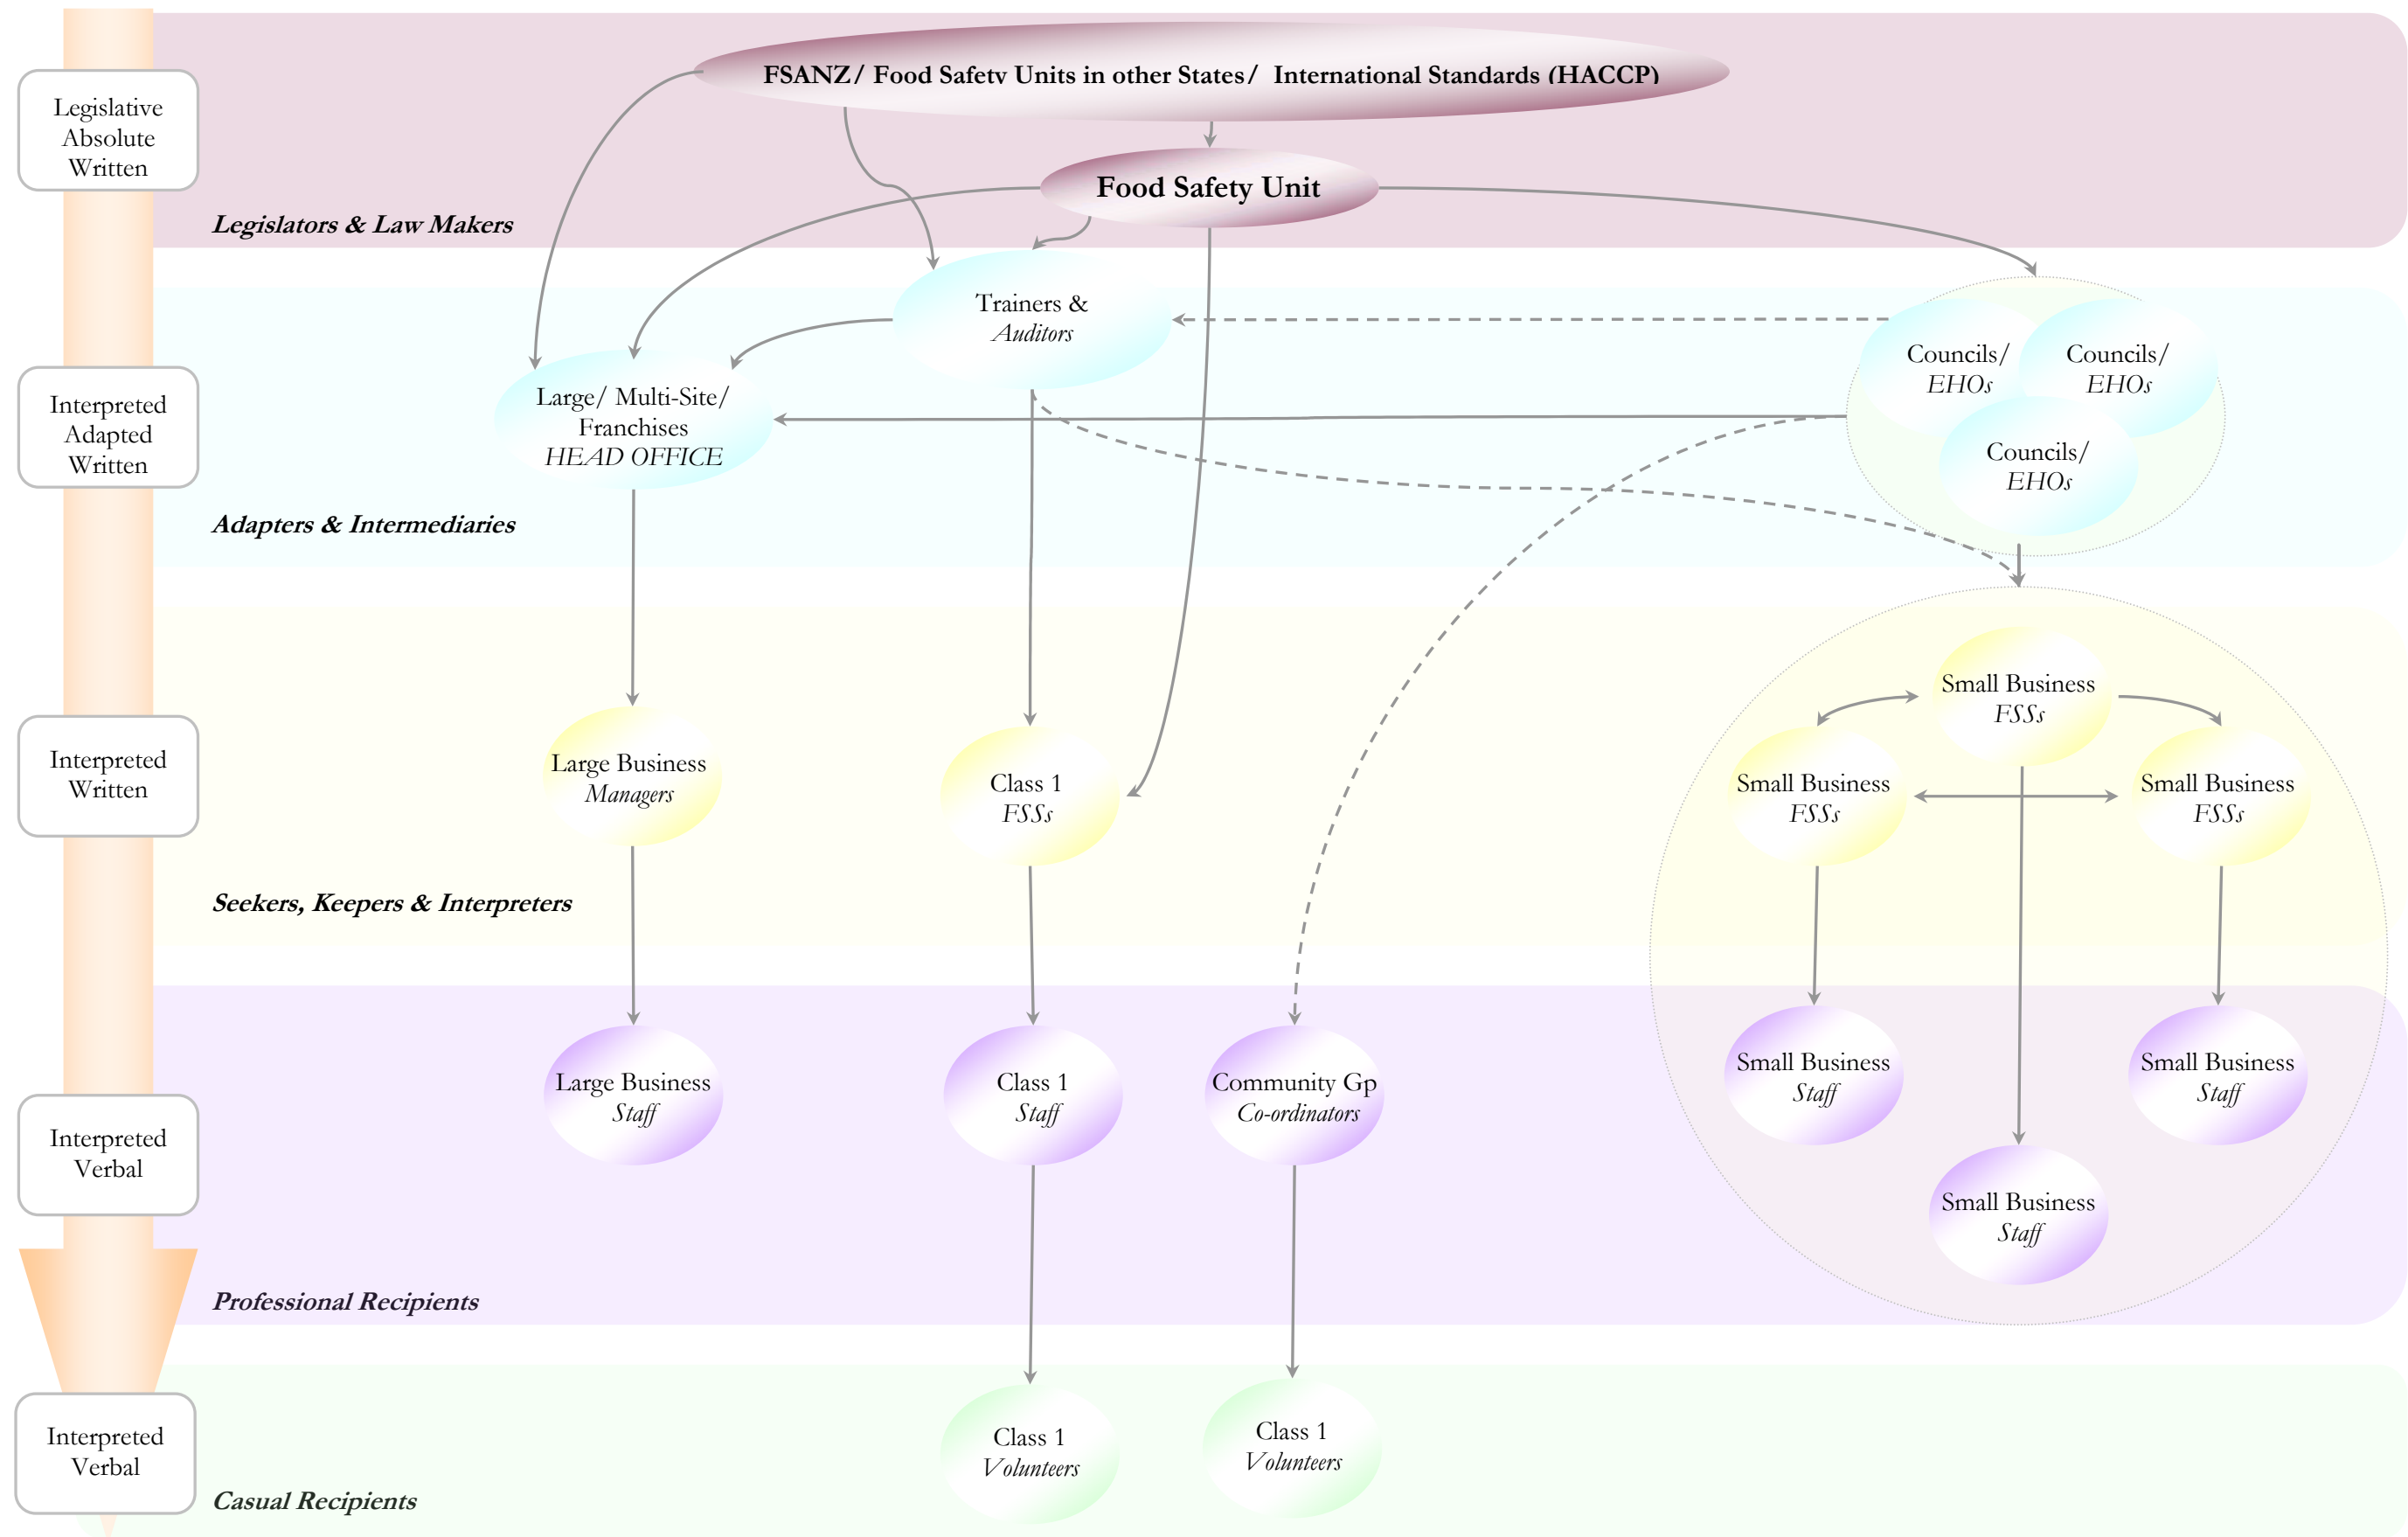 FSANZ/ Food Safety Units in other States/ International Standards (HACCP)
Legislative
Absolute
Written
Food Safety Unit
Legislators & Law Makers
Trainers &
Auditors
Councils/
EHOs
Councils/
EHOs
Councils/
EHOs
Large/ Multi-Site/
Franchises
HEAD OFFICE
Interpreted
Adapted
Written
Adapters & Intermediaries
Small Business
FSSs
Large Business
Managers
Class 1
FSSs
Small Business
FSSs
Small Business
FSSs
Interpreted
Written
Seekers, Keepers & Interpreters
Large Business
Staff
Class 1
Staff
Community Gp
Co-ordinators
Small Business
Staff
Small Business
Staff
Small Business
Staff
Interpreted
Verbal
Professional Recipients
Class 1
Volunteers
Class 1
Volunteers
Interpreted
Verbal
Casual Recipients